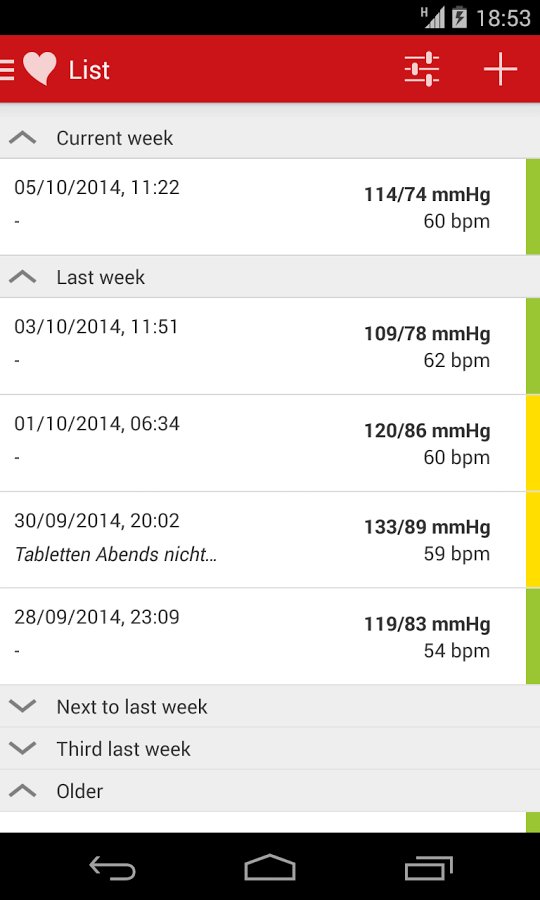 H 18:53
List
Current week
05/10/2014, 11:22
114/74 mmHg
-
60 bpm
Last week
03/10/2014, 11:51
109/78 mmHg
-
62 bpm
01/10/2014, 06:34
120/86 mmHg
-
60 bpm
30/09/2014, 20:02
133/89 mmHg
Tabletten Abends nicht...
59 bpm
28/09/2014, 23:09
119/83 mmHg
-
54 bpm
Next to last week
Third last week
Older